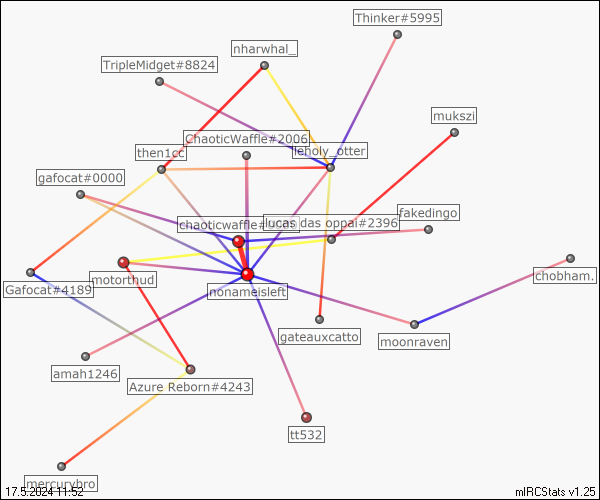 Thinker#5995
nharwhal_
TripleMidget#8824
mukszi
ChaoticWaffle#2006
then1cc
leholy_otter
gafocat#0000
fakedingo
chaoticwaffle#
lucas das oppai#2396
chobham.
motorthud
Gafocat#4189
nonameisleft
gateauxcatto
moonraven
amah1246
Azure Reborn#4243
tt532
mercurybro
17.5.2024 11:52
mIRCStats v1.25